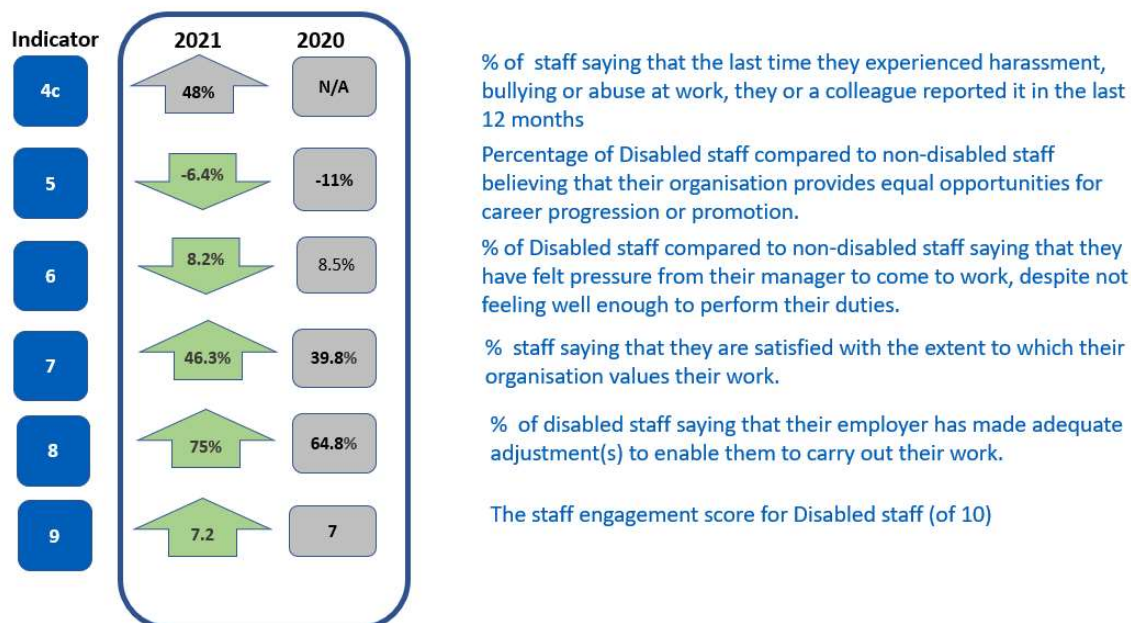 Indicator 2021 2020
4c 48% N/A
% of staff saying that the last time they experienced harassment,
bullying or abuse at work, they or a colleague reported it in the last
12 months
5 -6.4% -11%
Percentage of Disabled staff compared to non-disabled staff
believing that their organisation provides equal opportunities for
career progression or promotion.
6 8.2% 8.5%
% of Disabled staff compared to non-disabled staff saying that they
have felt pressure from their manager to come to work, despite not
feeling well enough to perform their duties.
7 46.3% 39.8%
% staff saying that they are satisfied with the extent to which their
organisation values their work.
8 75% 64.8%
% of disabled staff saying that their employer has made adequate
adjustment(s) to enable them to carry out their work.
9 7.2 7
The staff engagement score for Disabled staff (of 10)